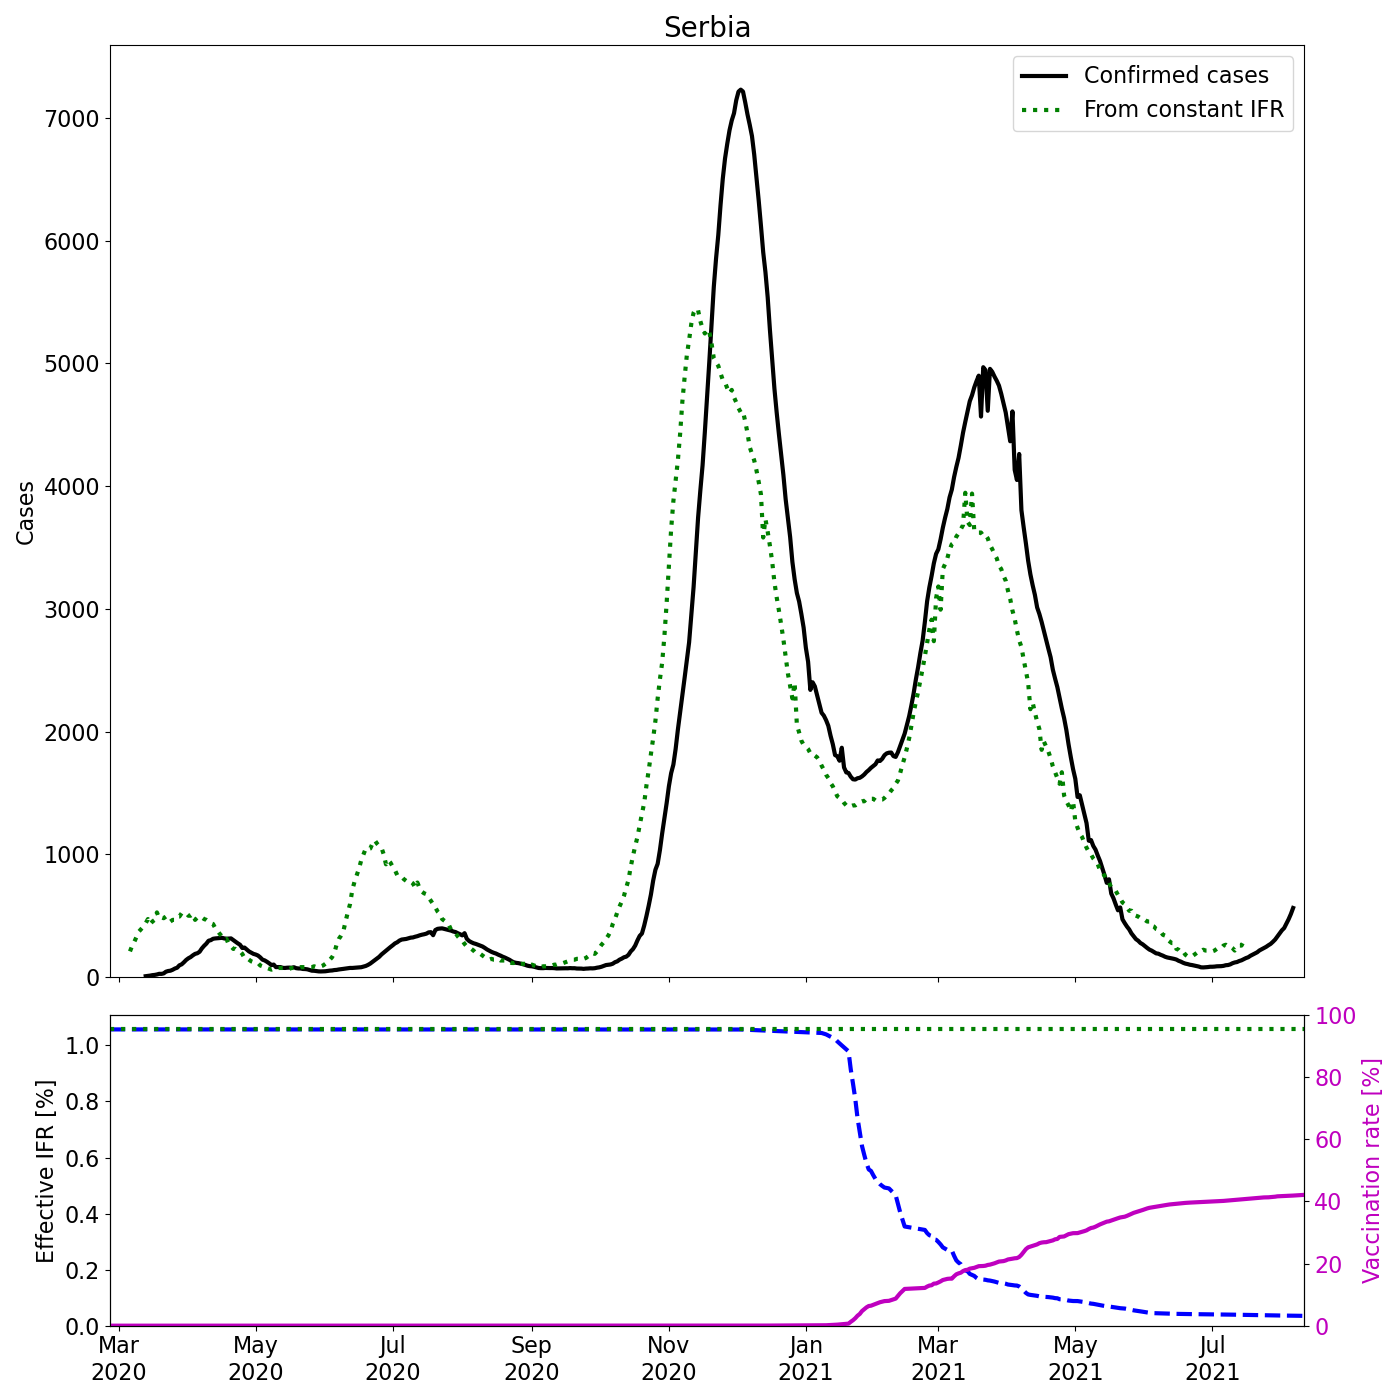 Serbia
Confirmed cases
From constant IFR
Cases
7000
6000
5000
4000
3000
2000
1000
0
Effective IFR [%]
1.0
0.8
0.6
0.4
0.2
0.0
100
80
60
40
20
0
Vaccination rate [%]
Mar May Jul Sep Nov Jan Mar May Jul
2020 2020 2020 2020 2020 2021 2021 2021 2021